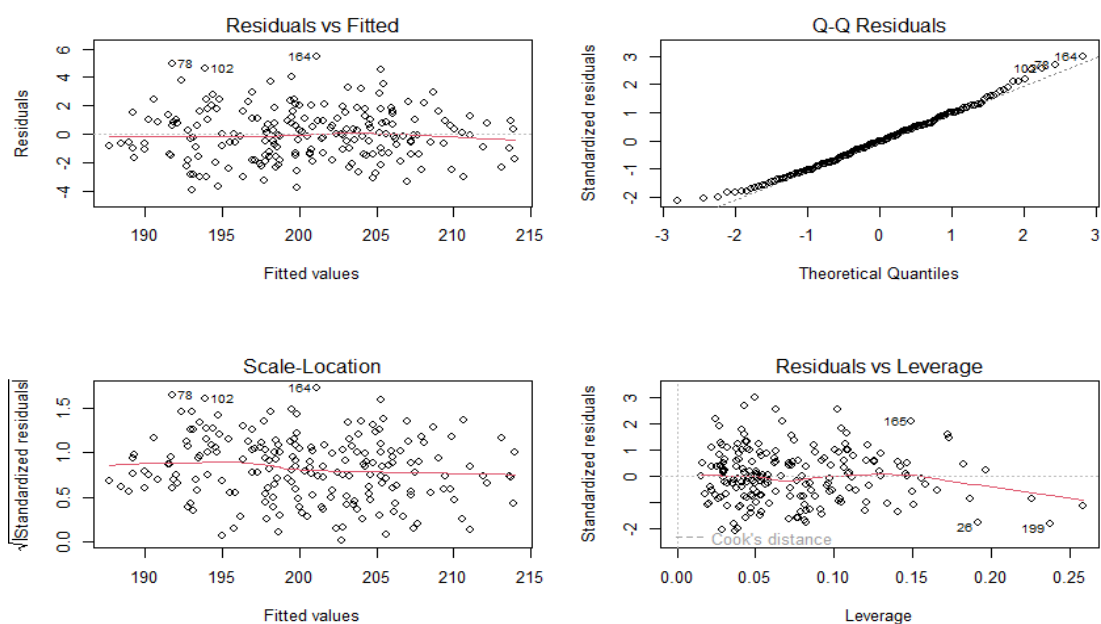 Residuals vs Fitted
Residuals
6
4
2
0
-2
-4
78
102
164
190 195 200 205 210 215
Fitted values
Q-Q Residuals
Standardized residuals
3
2
1
0
-1
-2
164
-3 -2 -1 0 1 2 3
Theoretical Quantiles
Scale-Location
√|Standardized residuals|
1.5
1.0
0.5
0.0
78
102
164
190 195 200 205 210 215
Fitted values
Residuals vs Leverage
Standardized residuals
3
2
1
0
-2
165
26
199
Cook's distance
0.00 0.05 0.10 0.15 0.20 0.25
Leverage